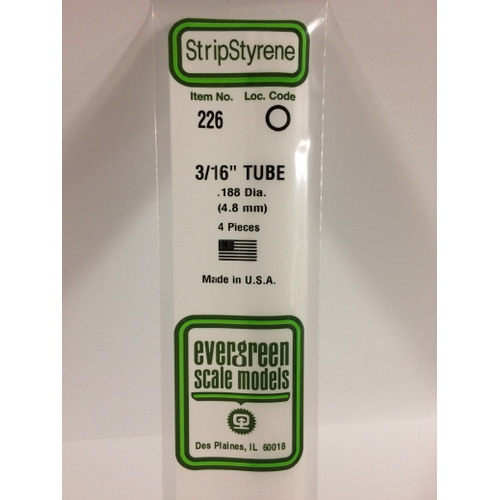 StripStyrene
Item No. Loc. Code
226
3/16" TUBE
.188 Dia.
(4.8 mm)
4 Pieces
Made in U.S.A.
evergreen
scale models
Des Plaines, IL 60018